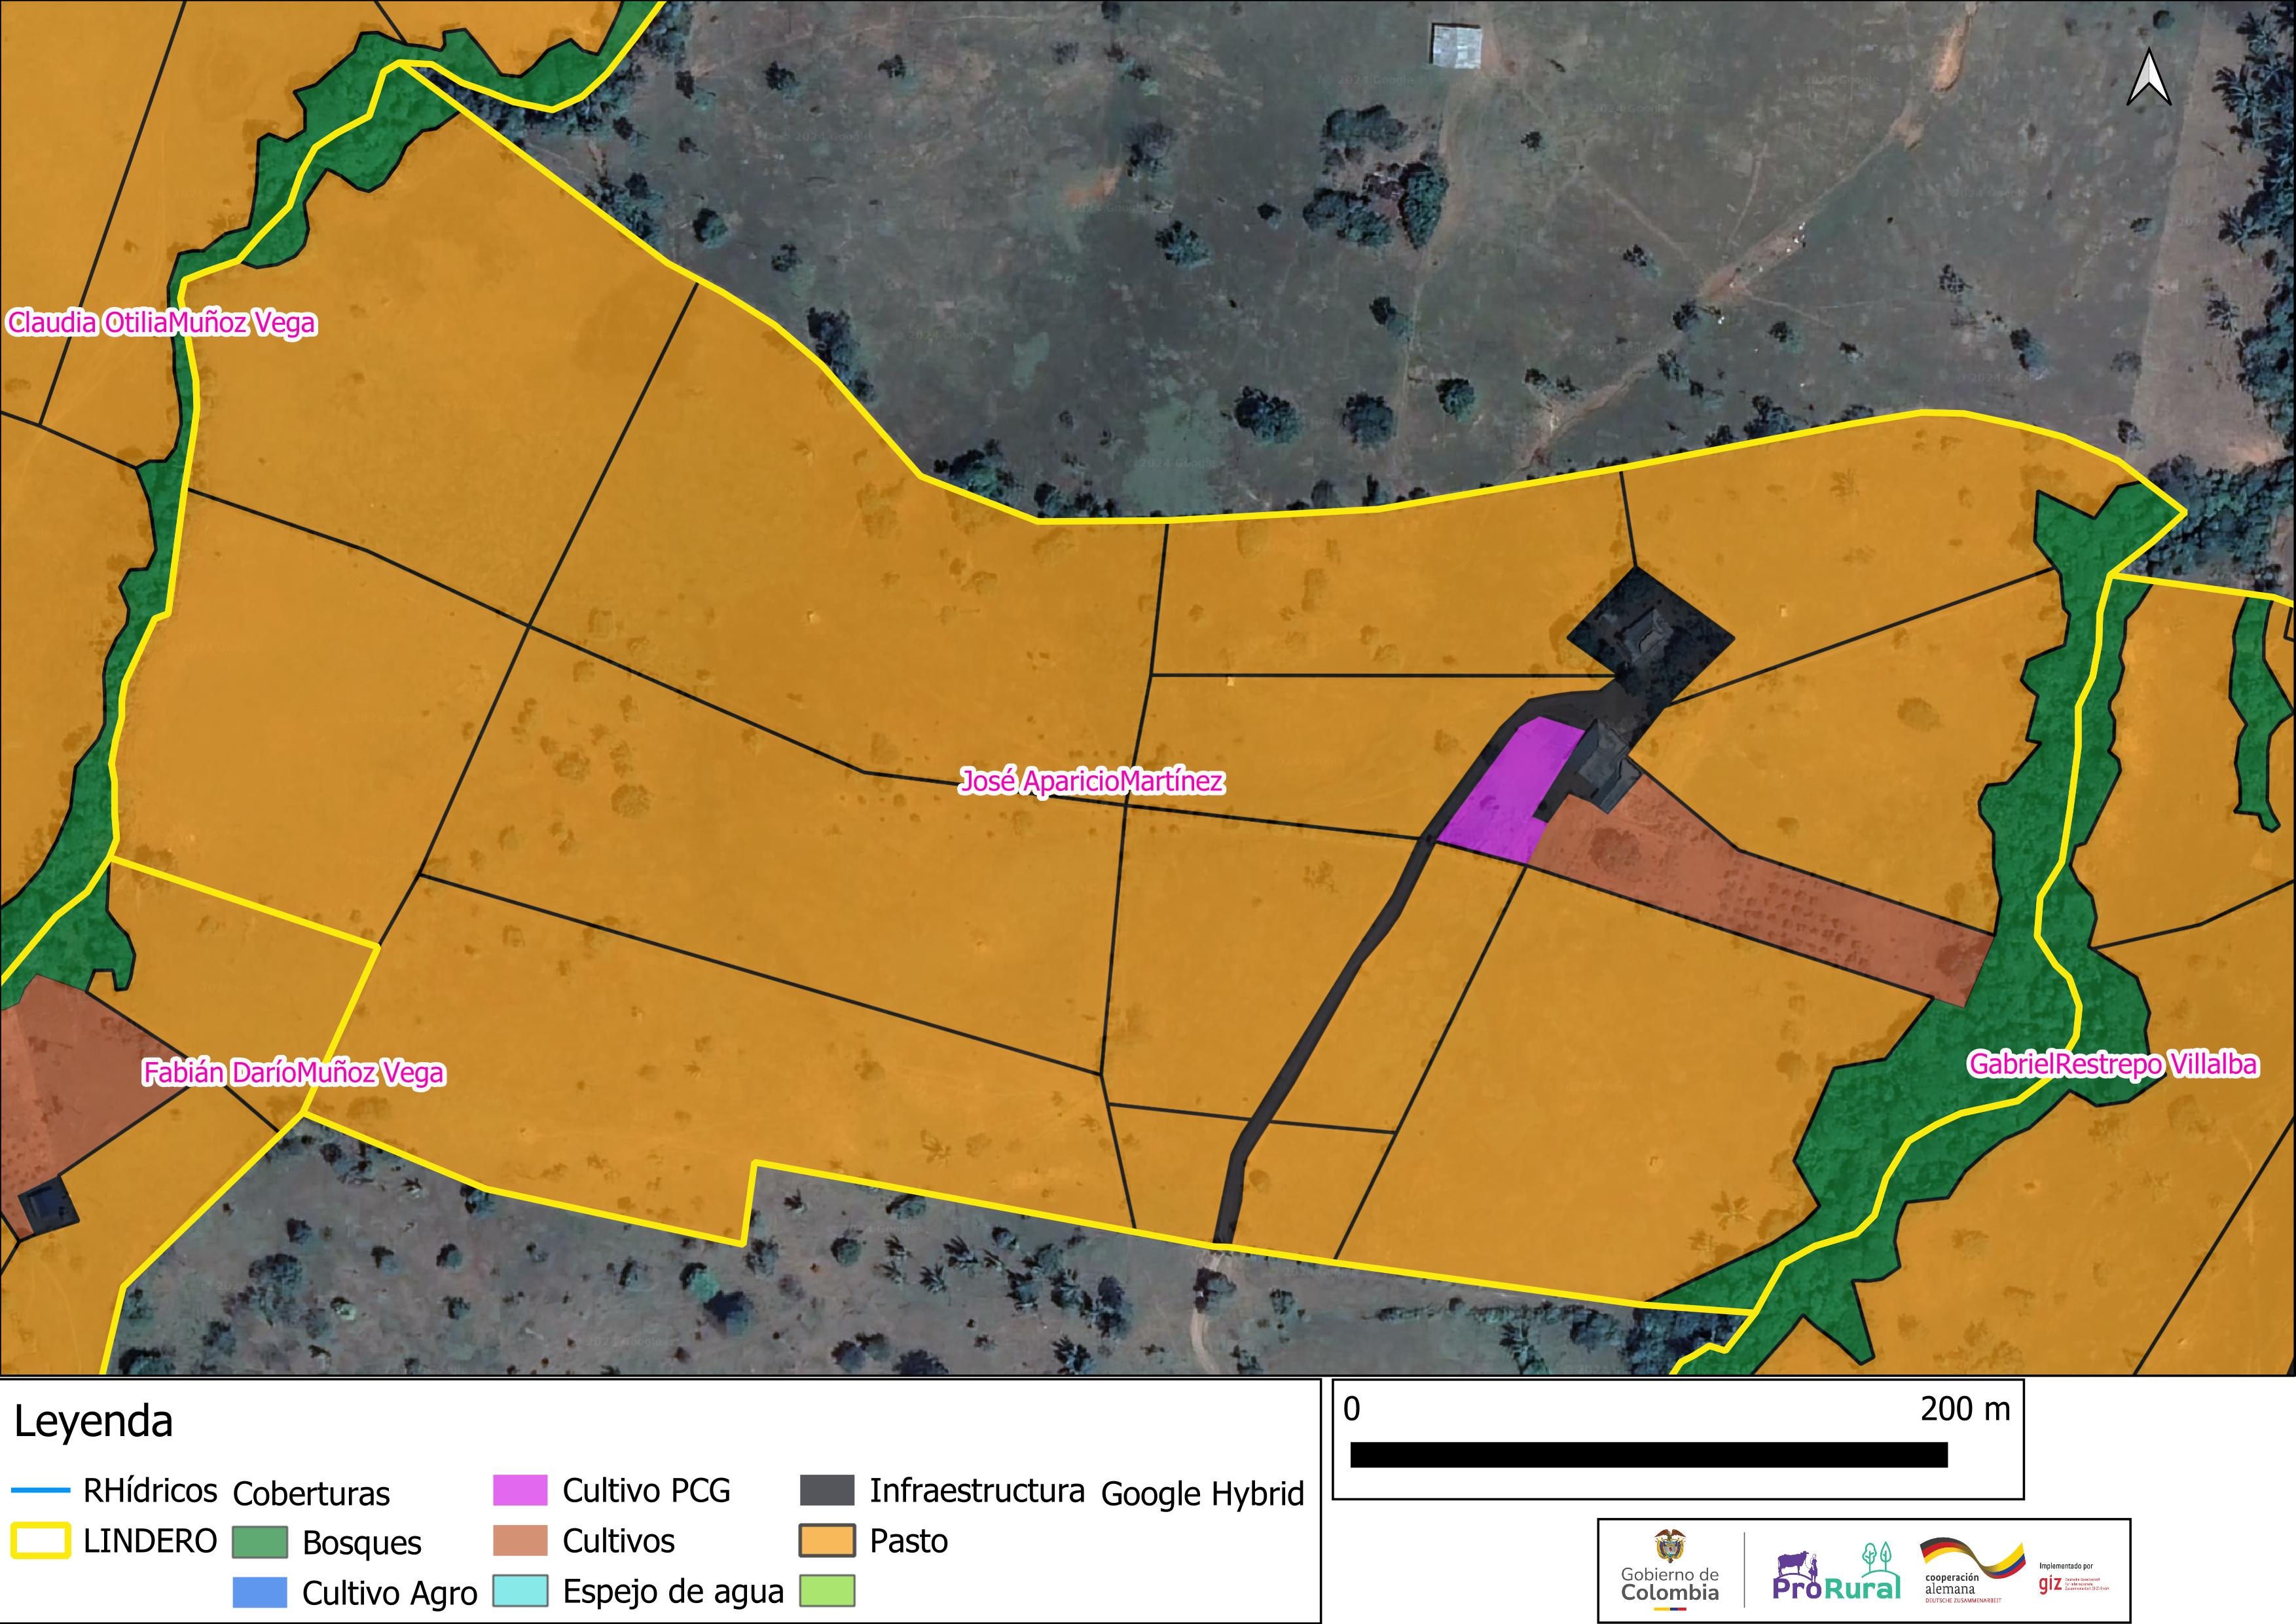 Claudia OtiliaMuñoz Vega
José AparicioMartínez
Fabián DaríoMuñoz Vega
GabrielRestrepo Villalba
Leyenda
RHídricos
LINDERO
Coberturas
Bosques
Cultivo Agro
Cultivo PCG
Cultivos
Espejo de agua
Infraestructura
Pasto
Google Hybrid
0 200 m
Gobierno de
Colombia
ProRural
cooperación
alemana
DEUTSCHE ZUSAMMENARBEIT
Implementado por
giz